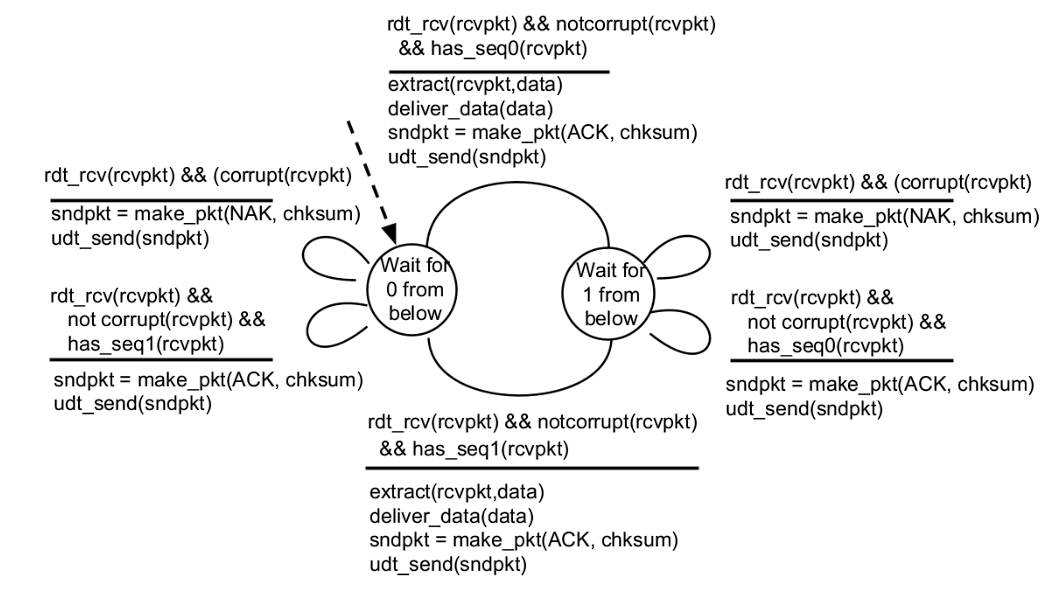 rdt_rcv(rcvpkt) && notcorrupt(rcvpkt)
&& has_seq0(rcvpkt)
extract(rcvpkt,data)
deliver_data(data)
sndpkt = make_pkt(ACK, chksum)
udt_send(sndpkt)
rdt_rcv(rcvpkt) && (corrupt(rcvpkt)
sndpkt = make_pkt(NAK, chksum)
udt_send(sndpkt)
rdt_rcv(rcvpkt) &&
not corrupt(rcvpkt) &&
has_seq1(rcvpkt)
sndpkt = make_pkt(ACK, chksum)
udt_send(sndpkt)
Wait for
0 from
below
Wait for
1 from
below
rdt_rcv(rcvpkt) && (corrupt(rcvpkt)
sndpkt = make_pkt(NAK, chksum)
udt_send(sndpkt)
rdt_rcv(rcvpkt) &&
not corrupt(rcvpkt) &&
has_seq0(rcvpkt)
sndpkt = make_pkt(ACK, chksum)
udt_send(sndpkt)
rdt_rcv(rcvpkt) && notcorrupt(rcvpkt)
&& has_seq1(rcvpkt)
extract(rcvpkt,data)
deliver_data(data)
sndpkt = make_pkt(ACK, chksum)
udt_send(sndpkt)